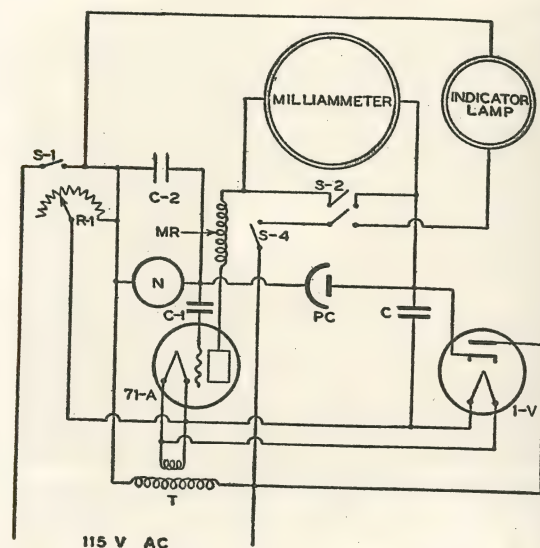 MILLIAMMETER
INDICATOR
LAMP
S-1
C-2
S-2
R-1
MR
S-4
N
C-1
PC
C
71-A
1-V
T
115 V AC